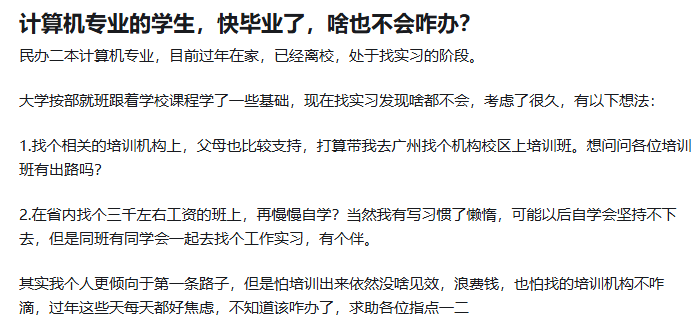 计算机专业的学生，快毕业了，啥也不会咋办？
民办二本计算机专业，目前过年在家，已经离校，处于找实习的阶段。
大学按部就班跟着学校课程学了一些基础，现在找实习发现啥都不会，考虑了很久，有以下想法：
1.找个相关的培训机构上，父母也比较支持，打算带我去广州找个机构校区上培训班。想问问各位培训
班有出路吗？
2.在省内找个三千左右工资的班上，再慢慢自学？当然我有写习惯了懒惰，可能以后自学会坚持不下
去，但是同班有同学会一起去找个工作实习，有个伴。
其实我个人更倾向于第一条路子，但是怕培训出来依然没啥见效，浪费钱，也怕找的培训机构不咋
滴，过年这些天每天都好焦虑，不知道该咋办了，求助各位指点一二